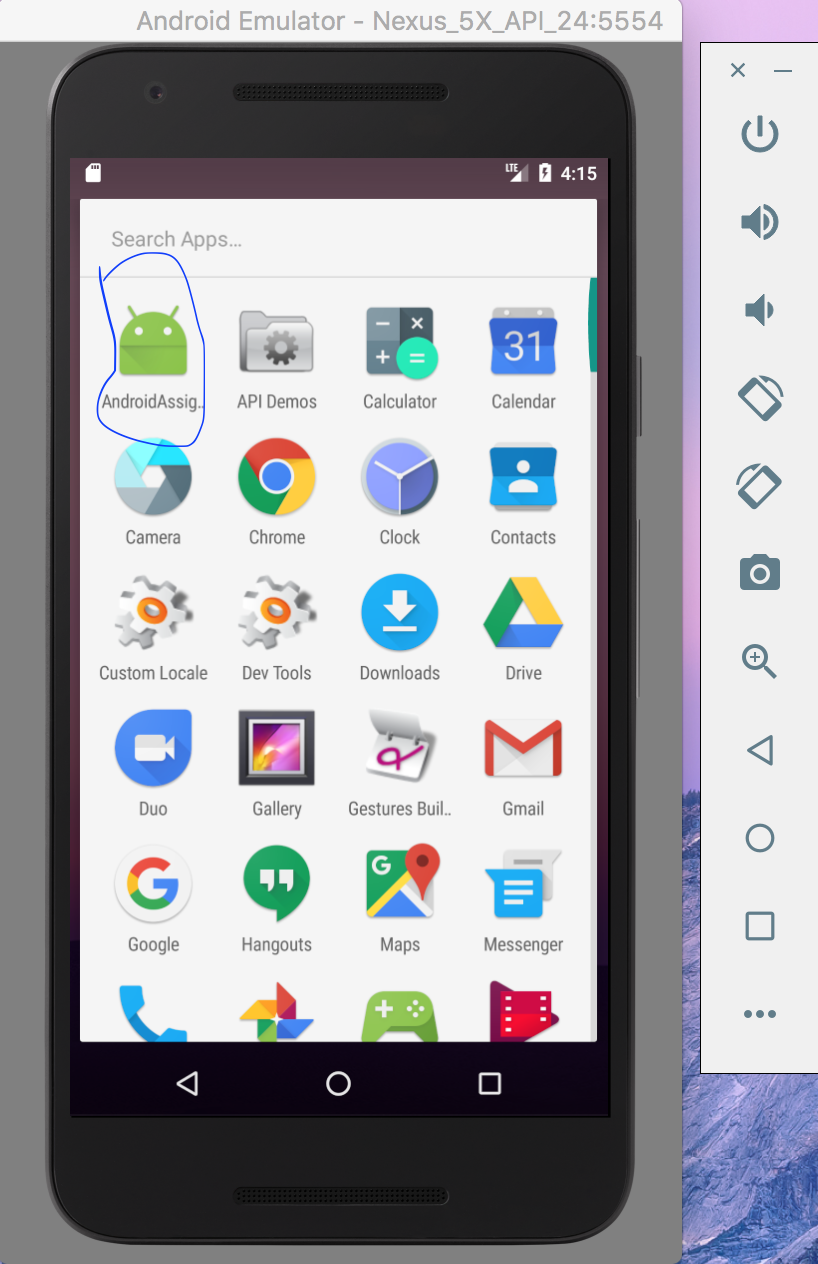 Android Emulator - Nexus_5X_API_24:5554
LTE 4:15
Search Apps...
AndroidAssig.. API Demos Calculator Calendar
31
Camera Chrome Clock Contacts
Custom Locale Dev Tools Downloads Drive
Duo Gallery Gestures Buil.. Gmail
G
Google Hangouts Maps Messenger